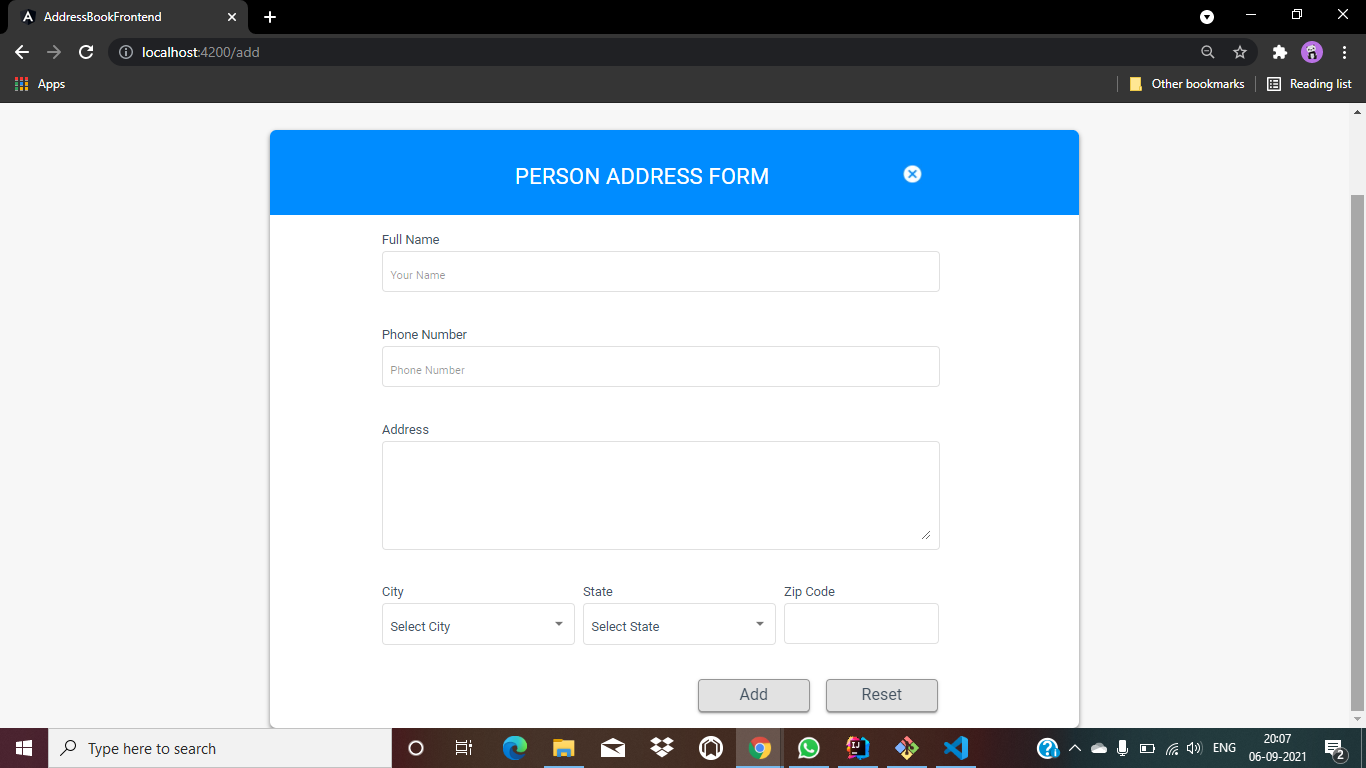 AddressBookFrontend
localhost:4200/add
Apps
Other bookmarks
Reading list
PERSON ADDRESS FORM
Full Name
Your Name
Phone Number
Phone Number
Address
City State Zip Code
Select City Select State
Add Reset
Type here to search
ENG
20:07
06-09-2021
2